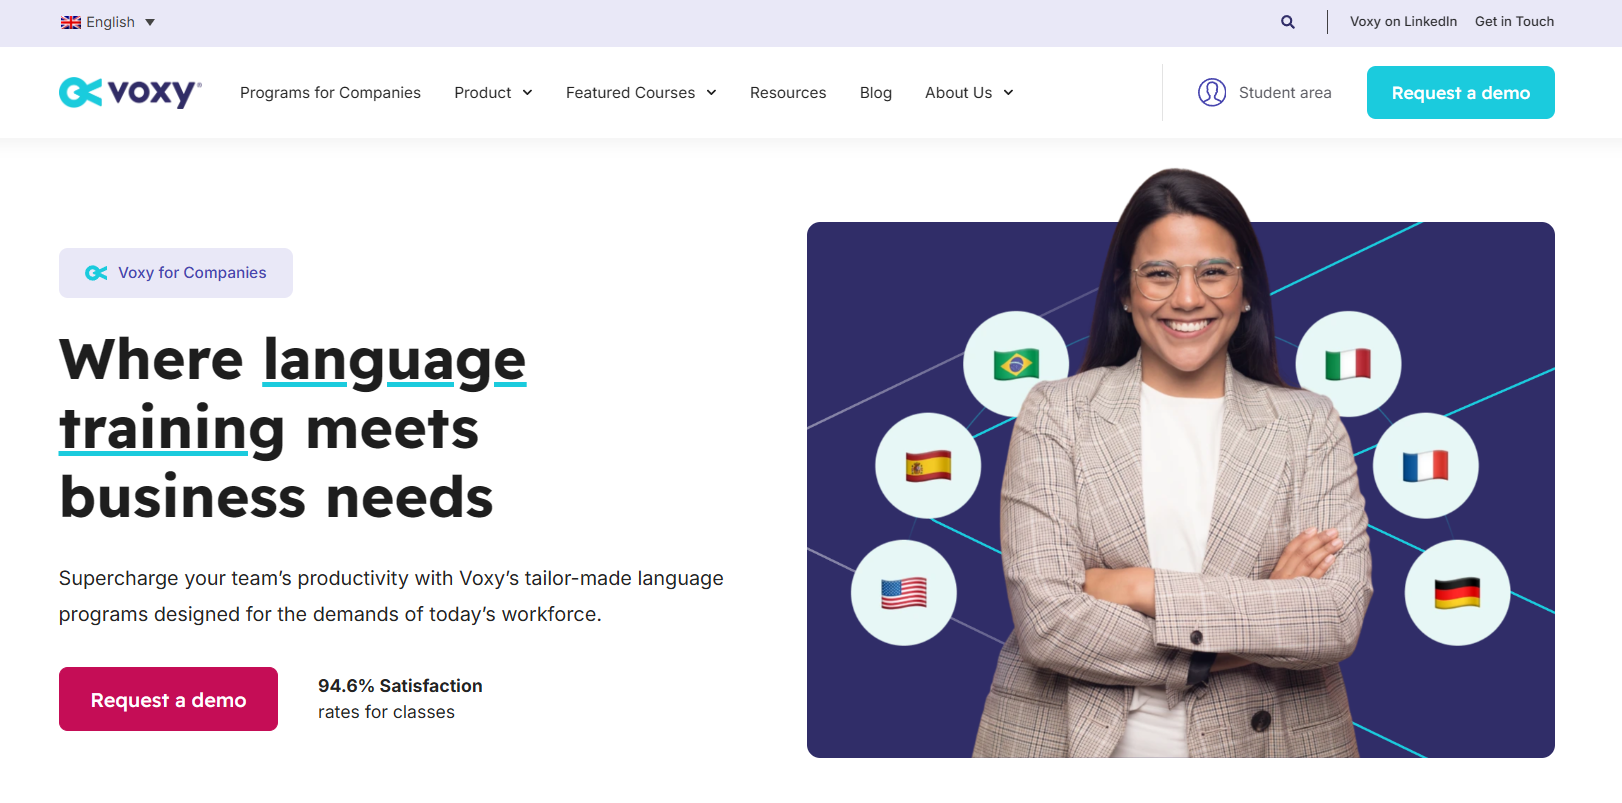 English
Voxy on LinkedIn
Get in Touch
voxy®
Programs for Companies
Product
Featured Courses
Resources
Blog
About Us
Student area
Request a demo
Voxy for Companies
Where language
training meets
business needs
Supercharge your team’s productivity with Voxy’s tailor-made language
programs designed for the demands of today’s workforce.
Request a demo
94.6% Satisfaction
rates for classes